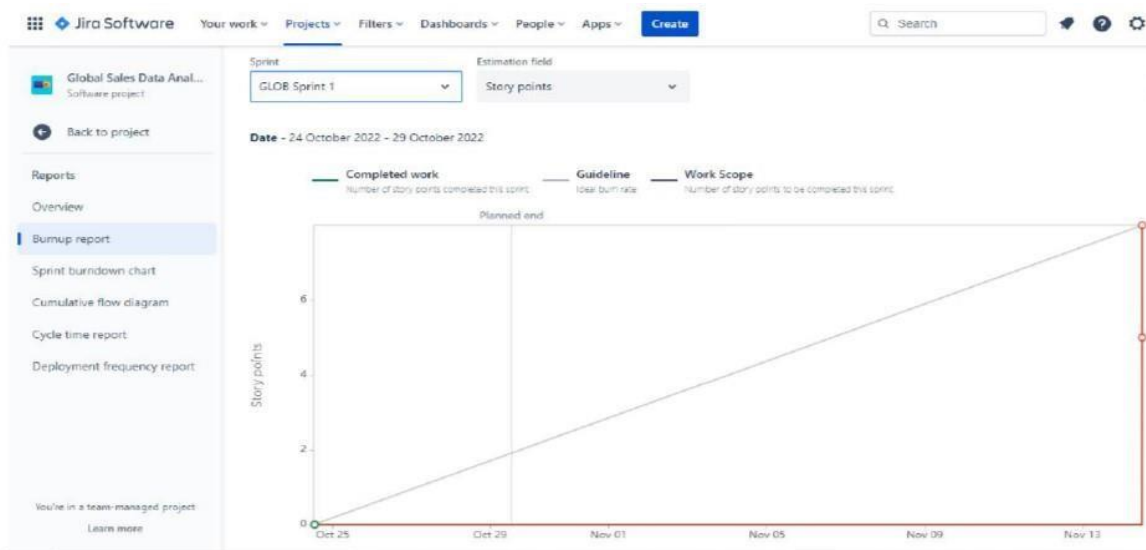 Jira Software Your work Projects Filters Dashboards People Apps Create Search
Global Sales Data Anal...
Software project
Back to project
Reports
Overview
Burnup report
Sprint burndown chart
Cumulative flow diagram
Cycle time report
Deployment frequency report
You're in a team-managed project
Learn more
Sprint Estimation field
GLOB Sprint 1 Story points
Date - 24 October 2022 - 29 October 2022
Completed work Guideline Work Scope
Number of story points completed this sprint Ideal burn rate Number of story points to be completed this sprint
Planned end
6
4
2
0
Story points
Oct 25 Oct 29 Nov 01 Nov 05 Nov 09 Nov 13